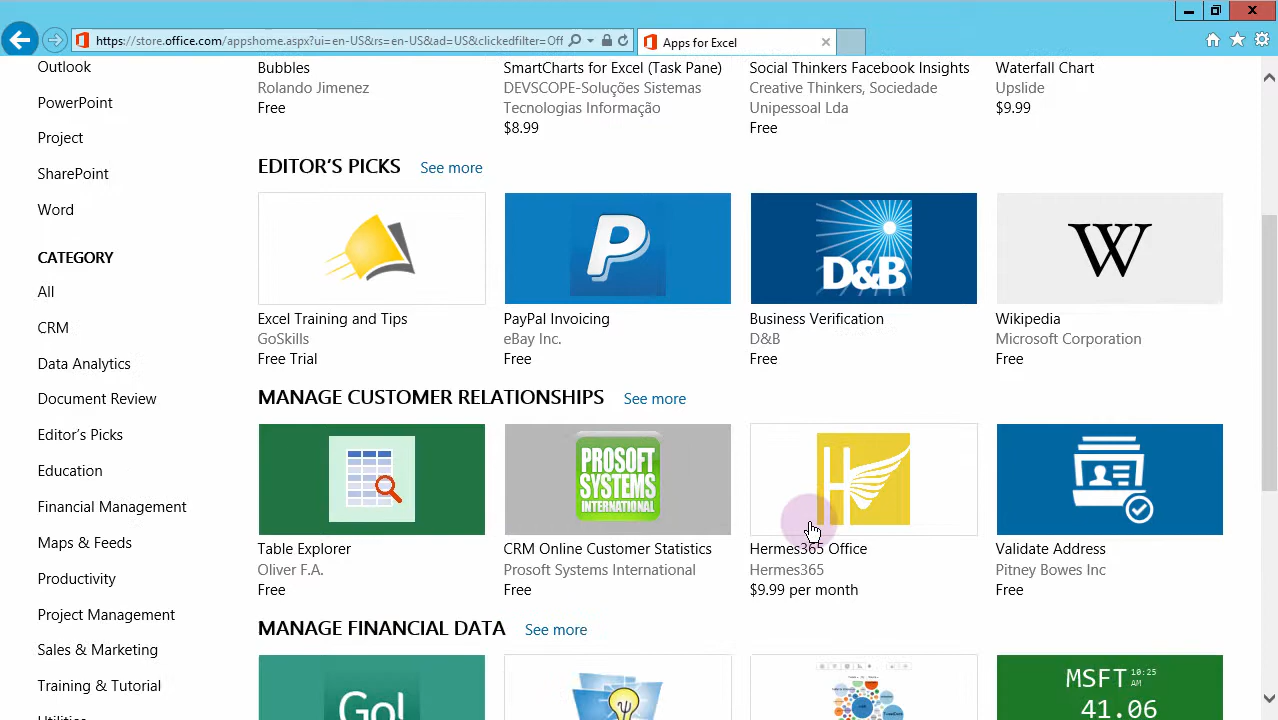 https://store.office.com/appshome.aspx?ui=en-US&rs=en-US&ad=US&clickedfilter=Off
Apps for Excel
Outlook
PowerPoint
Project
SharePoint
Word
CATEGORY
All
CRM
Data Analytics
Document Review
Editor's Picks
Education
Financial Management
Maps & Feeds
Productivity
Project Management
Sales & Marketing
Training & Tutorial
Bubbles
Rolando Jimenez
Free
SmartCharts for Excel (Task Pane)
DEVSCOPE-Soluções Sistemas
Tecnologias Informação
$8.99
Social Thinkers Facebook Insights
Creative Thinkers, Sociedade
Unipessoal Lda
Free
Waterfall Chart
Upslide
$9.99
EDITOR'S PICKS See more
D&B
W
Excel Training and Tips
GoSkills
Free Trial
PayPal Invoicing
eBay Inc.
Free
Business Verification
D&B
Free
Wikipedia
Microsoft Corporation
Free
MANAGE CUSTOMER RELATIONSHIPS See more
PROSOFT
SYSTEMS
INTERNATIONAL
H
Table Explorer
Oliver F.A.
Free
CRM Online Customer Statistics
Prosoft Systems International
Free
Hermes365 Office
Hermes365
$9.99 per month
Validate Address
Pitney Bowes Inc
Free
MANAGE FINANCIAL DATA See more
Go!
MSFT 10:25 AM
41.06